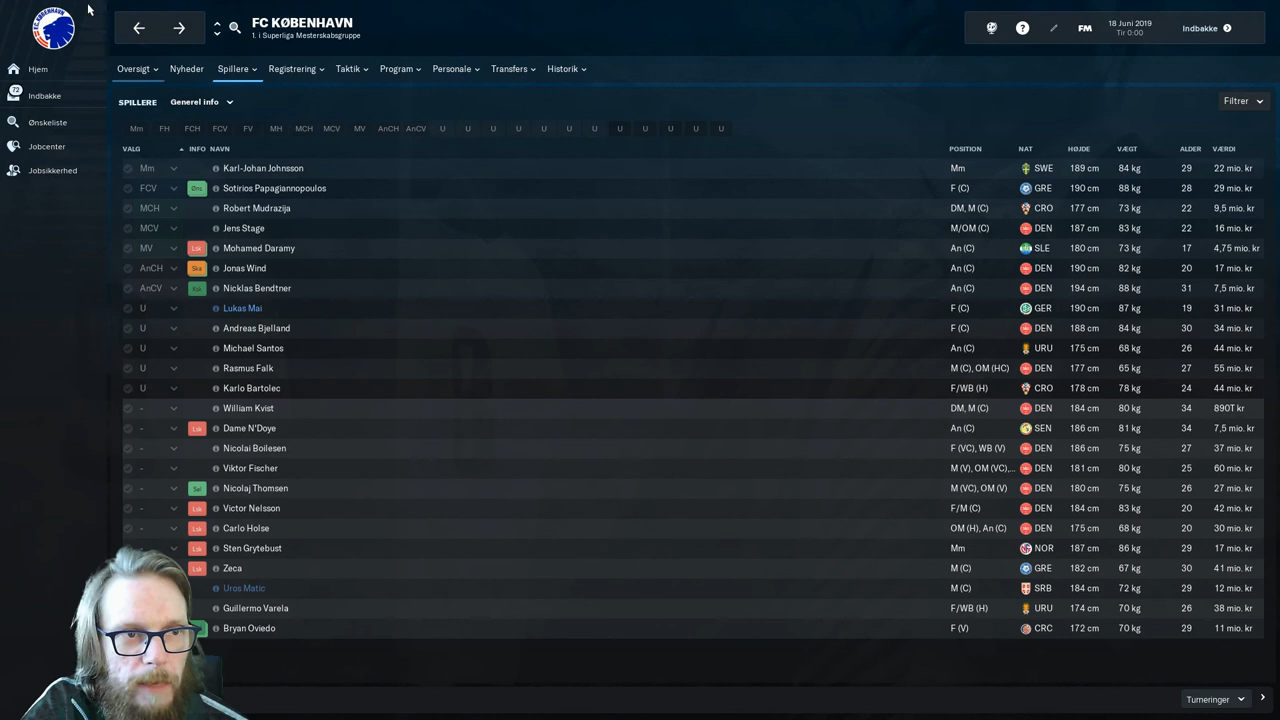 FC KØBENHAVN
1. i Superliga Mesterskabsgruppe
18 Juni 2019
Tir 0:00
FM
Indbakke
Hjem
72
Indbakke
Ønskeliste
Jobcenter
Jobsikkerhed
Oversigt Nyheder Spillere Registrering Taktik Program Personale Transfers Historik
SPILLERE Generel info Filtrer
Mm FH FCH FCV FV MH MCH MCV MV AnCH AnCV U U U U U U U U U U U U
VALG INFO NAVN POSITION NAT HØJDE VÆGT ALDER VÆRDI
Mm Karl-Johan Johnsson Mm SWE 189 cm 84 kg 29 22 mio. kr
FCV Øns Sotirios Papagiannopoulos F (C) GRE 190 cm 88 kg 28 29 mio. kr
MCH Robert Mudrazija DM, M (C) CRO 177 cm 73 kg 22 9,5 mio. kr
MCV Jens Stage M/OM (C) DEN 187 cm 83 kg 22 16 mio. kr
MV Lsk Mohamed Daramy An (C) SLE 180 cm 73 kg 17 4,75 mio. kr
AnCH Ska Jonas Wind An (C) DEN 190 cm 82 kg 20 17 mio. kr
AnCV Nicklas Bendtner An (C) DEN 194 cm 88 kg 31 7,5 mio. kr
U Lukas Mai F (C) GER 190 cm 87 kg 19 31 mio. kr
U Andreas Bjelland F (C) DEN 188 cm 84 kg 30 34 mio. kr
U Michael Santos An (C) URU 175 cm 68 kg 26 44 mio. kr
U Rasmus Falk M (C), OM (HC) DEN 177 cm 65 kg 27 55 mio. kr
U Karlo Bartolec F/WB (H) CRO 178 cm 78 kg 24 44 mio. kr
- William Kvist DM, M (C) DEN 184 cm 80 kg 34 890T kr
- Lsk Dame N'Doye An (C) SEN 186 cm 81 kg 34 7,5 mio. kr
- Nicolai Boilesen F (VC), WB (V) DEN 186 cm 75 kg 27 37 mio. kr
- Viktor Fischer M (V), OM (VC),... DEN 181 cm 80 kg 25 60 mio. kr
- Sal Nicolaj Thomsen M (VC), OM (V) DEN 180 cm 75 kg 26 27 mio. kr
- Lsk Victor Nelsson F/M (C) DEN 184 cm 83 kg 20 42 mio. kr
- Lsk Carlo Holse OM (H), An (C) DEN 175 cm 68 kg 20 30 mio. kr
Lsk Sten Grytebust Mm NOR 187 cm 86 kg 29 17 mio. kr
Lsk Zeca M (C) GRE 182 cm 67 kg 30 41 mio. kr
Uros Matic M (C) SRB 184 cm 72 kg 29 12 mio. kr
Guillermo Varela F/WB (H) URU 174 cm 70 kg 26 38 mio. kr
Bryan Oviedo F (V) CRC 172 cm 70 kg 29 11 mio. kr
Turneringer